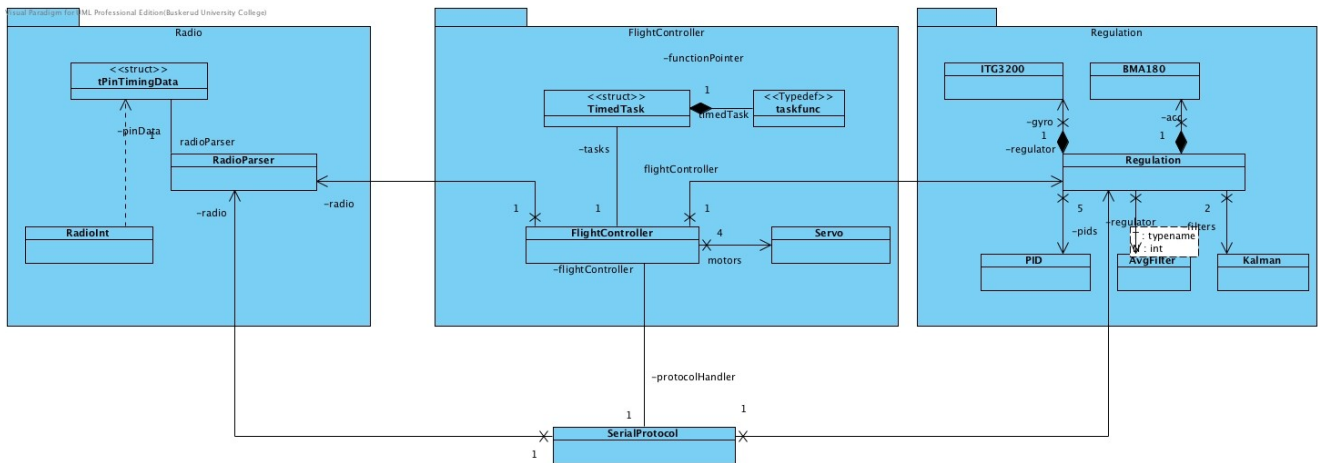 Visual Paradigm for UML Professional Edition(Buskerud University College)
Radio
<<struct>>
tPinTimingData
-pinData
1
radioParser
RadioParser
-radio
-radio
RadioInt
FlightController
-functionPointer
<<struct>>
TimedTask
1
timedTask
<<Typedef>>
taskfunc
-tasks
flightController
1
1
1
FlightController
4
motors
Servo
-flightController
Regulation
ITG3200
BMA180
-gyro
1
-regulator
-acc
1
Regulation
5
-pids
-regulator
2
-filters
: typename
N : int
PID
AvgFilter
Kalman
-protocolHandler
1
1
1
SerialProtocol